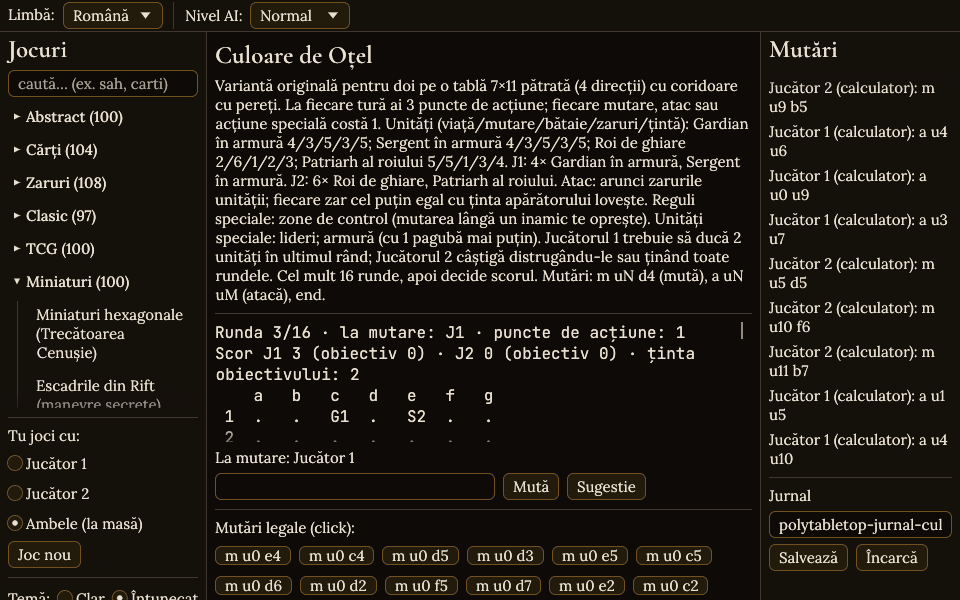 Limbă: Română ▼ Nivel AI: Normal ▼
Jocuri
caută... (ex. sah, carti)
▸ Abstract (100)
▸ Cărți (104)
▸ Zaruri (108)
▸ Clasic (97)
▸ TCG (100)
▾ Miniaturi (100)
Miniaturi hexagonale
(Trecătoarea
Cenușie)
Escadrile din Rift
(manevre secrete)
Tu joci cu:
Jucător 1
Jucător 2
Ambele (la masă)
Joc nou
Temă: Clar Întunecat
Culoare de Oțel
Variantă originală pentru doi pe o tablă 7×11 pătrată (4 direcții) cu coridoare
cu pereți. La fiecare tură ai 3 puncte de acțiune; fiecare mutare, atac sau
acțiune specială costă 1. Unități (viață/mutare/bătaie/zaruri/țintă): Gardian
în armură 4/3/5/3/5; Sergent în armură 4/3/5/3/5; Roi de ghiare
2/6/1/2/3; Patriarh al roiului 5/5/1/3/4. J1: 4× Gardian în armură, Sergent
în armură. J2: 6× Roi de ghiare, Patriarh al roiului. Atac: arunci zarurile
unității; fiecare zar cel puțin egal cu ținta apărătorului lovește. Reguli
speciale: zone de control (mutarea lângă un inamic te oprește). Unități
speciale: lideri; armură (cu 1 pagubă mai puțin). Jucătorul 1 trebuie să ducă 2
unități în ultimul rând; Jucătorul 2 câștigă distrugându-le sau ținând toate
rundele. Cel mult 16 runde, apoi decide scorul. Mutări: m uN d4 (mută), a uN
uM (atacă), end.
Runda 3/16 · la mutare: J1 · puncte de acțiune: 1
Scor J1 3 (obiectiv 0) · J2 0 (obiectiv 0) · ținta
obiectivului: 2
a b c d e f g
1 . . G1 . S2 . .
2 . . . . . . .
La mutare: Jucător 1
Mută Sugestie
Mutări legale (click):
m u0 e4 m u0 c4 m u0 d5 m u0 d3 m u0 e5 m u0 c5
m u0 d6 m u0 d2 m u0 f5 m u0 d7 m u0 e2 m u0 c2
Mutări
Jucător 2 (calculator): m
u9 b5
Jucător 1 (calculator): a u4
u6
Jucător 1 (calculator): a
u0 u9
Jucător 1 (calculator): a u3
u7
Jucător 2 (calculator): m
u5 d5
Jucător 2 (calculator): m
u10 f6
Jucător 2 (calculator): m
u11 b7
Jucător 1 (calculator): a u1
u5
Jucător 1 (calculator): a u4
u10
Jurnal
polytabletop-jurnal-cul
Salvează Încarcă